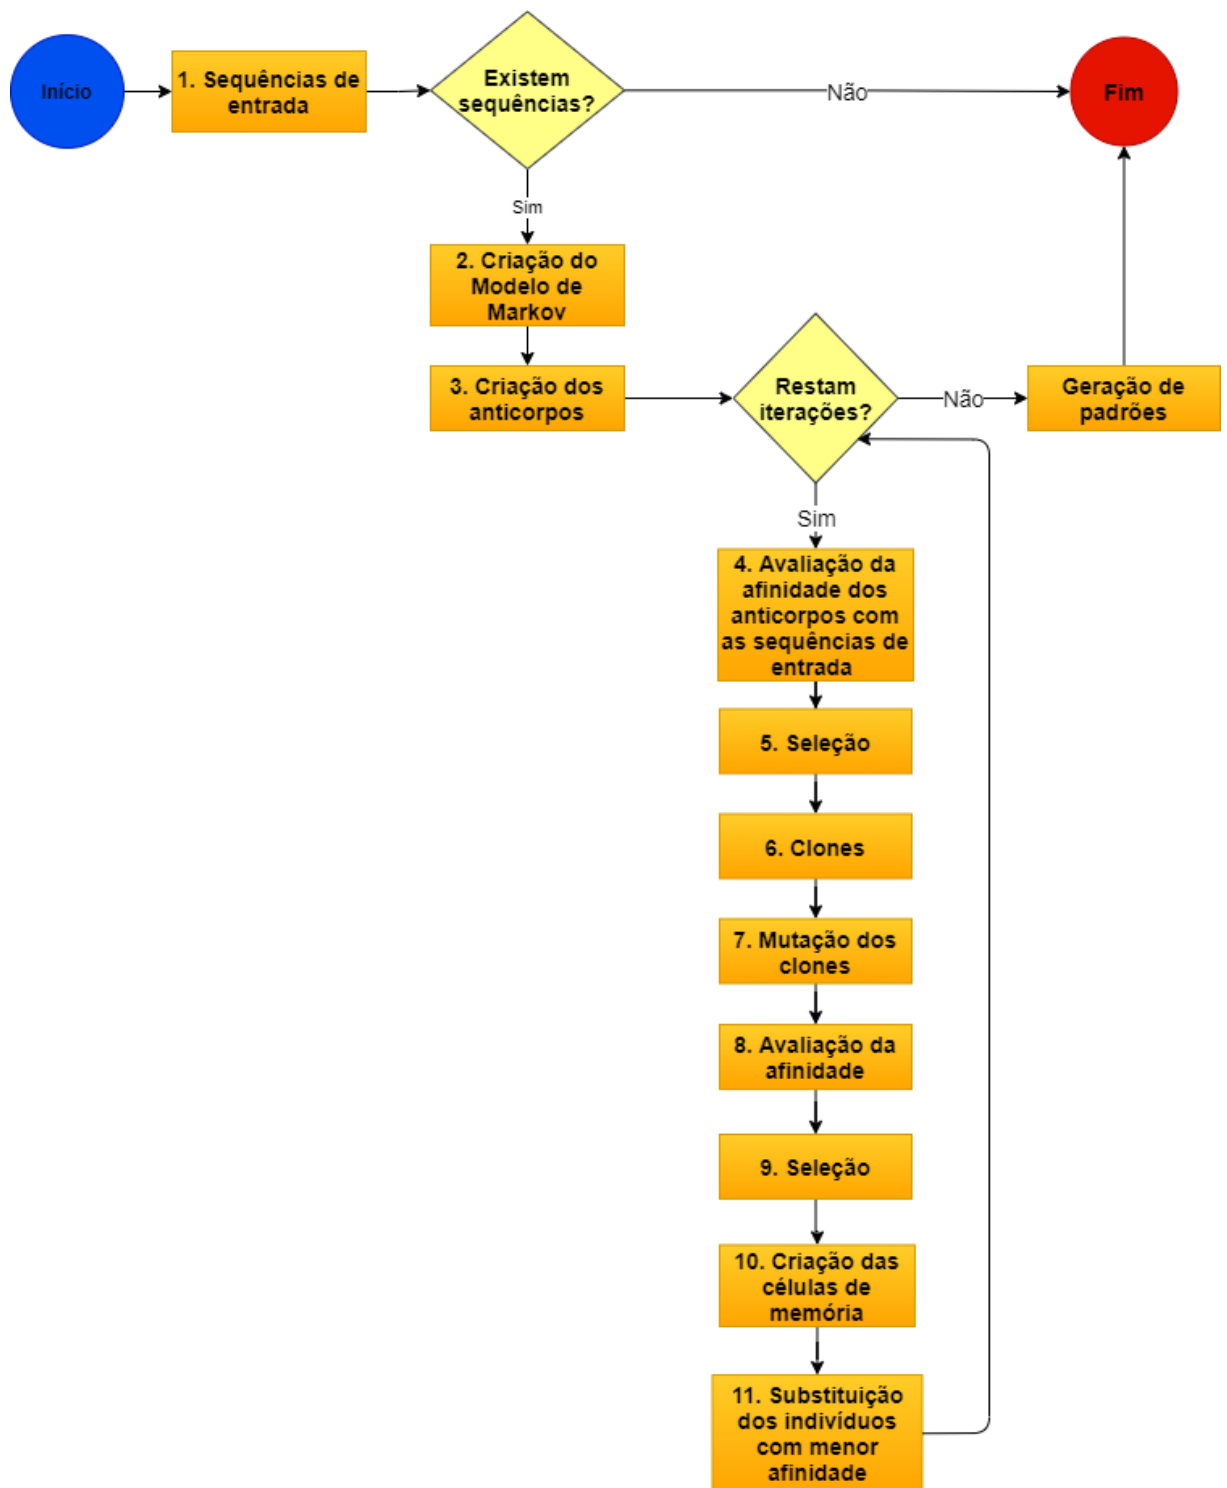 Início
1. Sequências de
entrada
Existem
sequências?
Não
Fim
Sim
2. Criação do
Modelo de
Markov
3. Criação dos
anticorpos
Restam
iterações?
Não
Geração de
padrões
Sim
4. Avaliação da
afinidade dos
anticorpos com
as sequências de
entrada
5. Seleção
6. Clones
7. Mutação dos
clones
8. Avaliação da
afinidade
9. Seleção
10. Criação das
células de
memória
11. Substituição
dos indivíduos
com menor
afinidade